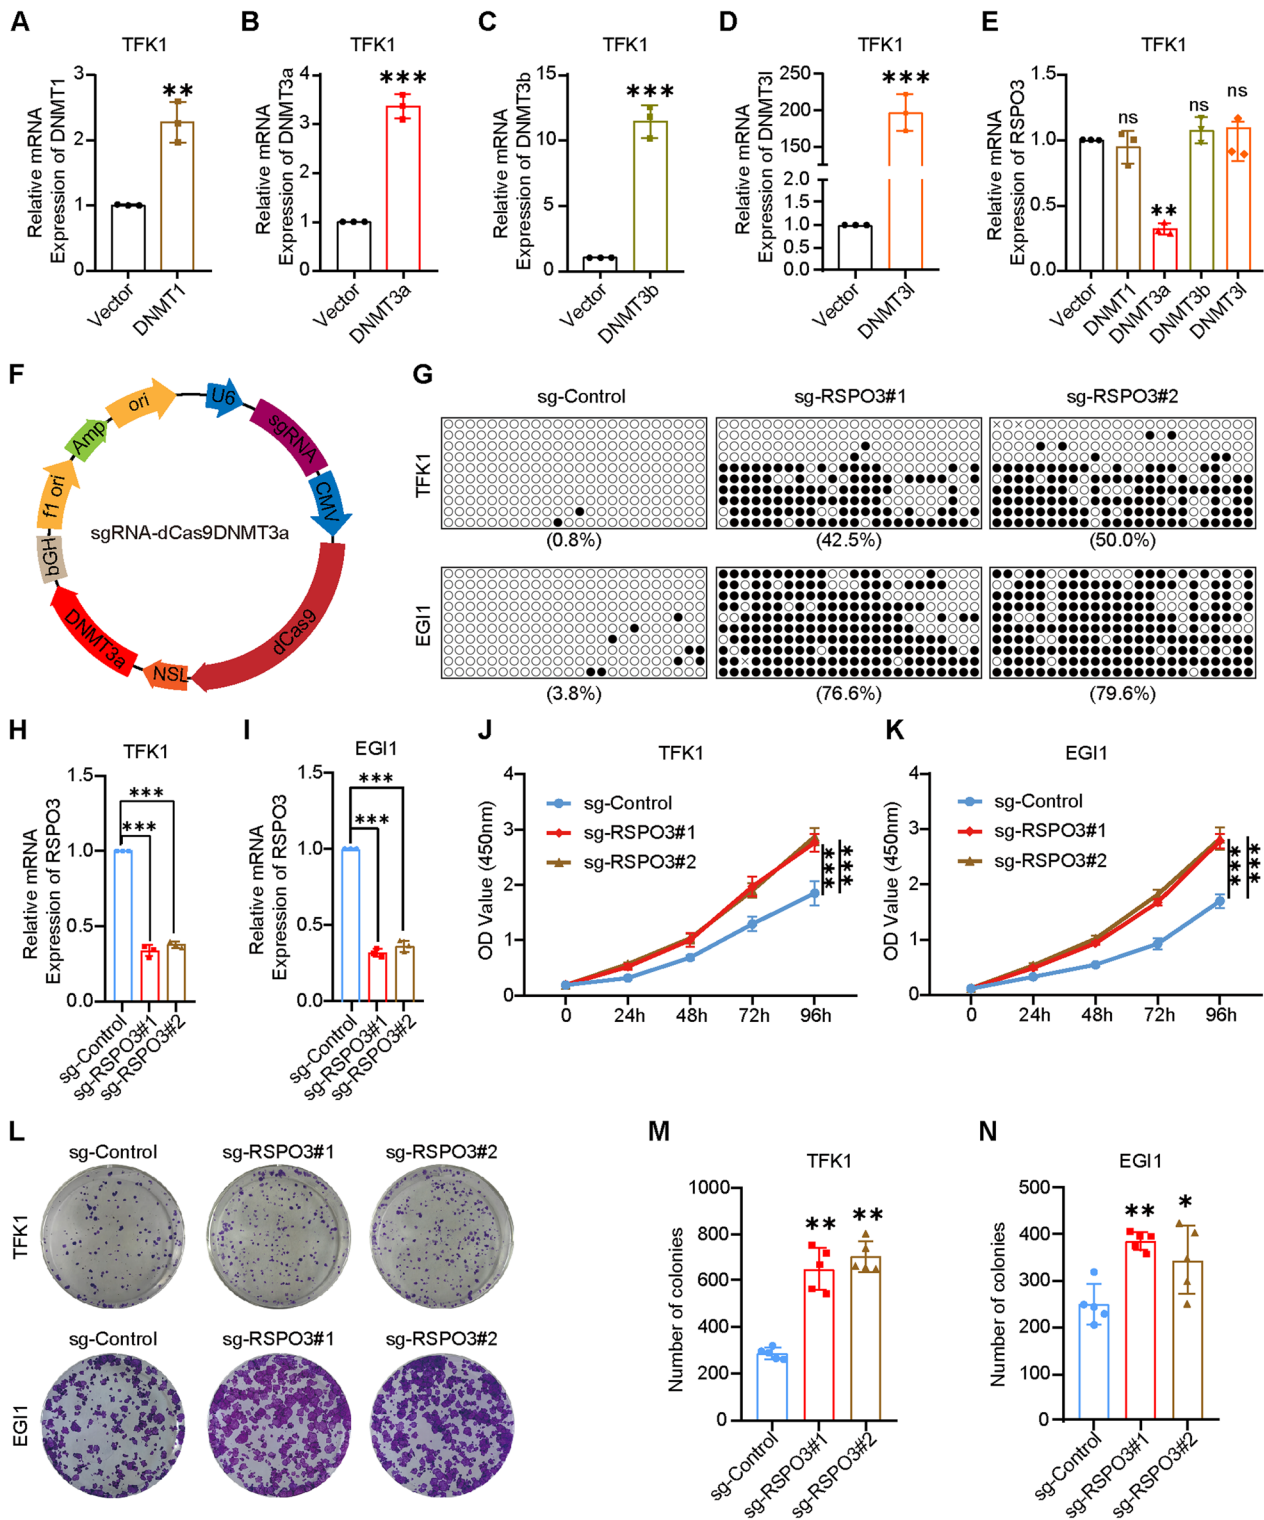 A
TFK1
Relative mRNA
Expression of DNMT1
3
2
1
0
**
Vector
DNMT1
B
TFK1
Relative mRNA
Expression of DNMT3a
4
3
2
1
0
***
Vector
DNMT3a
C
TFK1
Relative mRNA
Expression of DNMT3b
15
10
5
0
***
Vector
DNMT3b
D
TFK1
Relative mRNA
Expression of DNMT3l
250
200
150
2.0
1.0
0.5
0.0
***
Vector
DNMT3l
E
TFK1
Relative mRNA
Expression of RSPO3
1.5
1.0
0.5
0.0
ns
**
ns
ns
Vector
DNMT1
DNMT3a
DNMT3b
DNMT3l
F
ori
U6
sgRNA
CMV
dCas9
NSL
DNMT3a
bGH
f1 ori
Amp
sgRNA-dCas9DNMT3a
G
sg-Control
sg-RSPO3#1
sg-RSPO3#2
TFK1
(0.8%)
(42.5%)
(50.0%)
EGI1
(3.8%)
(76.6%)
(79.6%)
H
TFK1
Relative mRNA
Expression of RSPO3
1.5
1.0
0.5
0.0
***
***
sg-Control
sg-RSPO3#1
sg-RSPO3#2
I
EGI1
Relative mRNA
Expression of RSPO3
1.5
1.0
0.5
0.0
***
***
sg-Control
sg-RSPO3#1
sg-RSPO3#2
J
TFK1
OD Value (450nm)
4
3
2
1
0
sg-Control
sg-RSPO3#1
sg-RSPO3#2
***
***
0
24h
48h
72h
96h
K
EGI1
OD Value (450nm)
4
3
2
1
0
sg-Control
sg-RSPO3#1
sg-RSPO3#2
***
***
0
24h
48h
72h
96h
L
sg-Control
sg-RSPO3#1
sg-RSPO3#2
TFK1
sg-Control
sg-RSPO3#1
sg-RSPO3#2
EGI1
M
TFK1
Number of colonies
1000
800
600
400
200
0
**
**
sg-Control
sg-RSPO3#1
sg-RSPO3#2
N
EGI1
Number of colonies
500
400
300
200
100
0
**
*
sg-Control
sg-RSPO3#1
sg-RSPO3#2